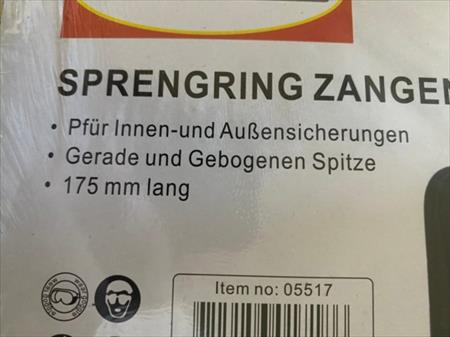 SPRENGRING ZANGEN
• Pfür Innen-und Außensicherungen
• Gerade und Gebogenen Spitze
• 175 mm lang
Item no: 05517